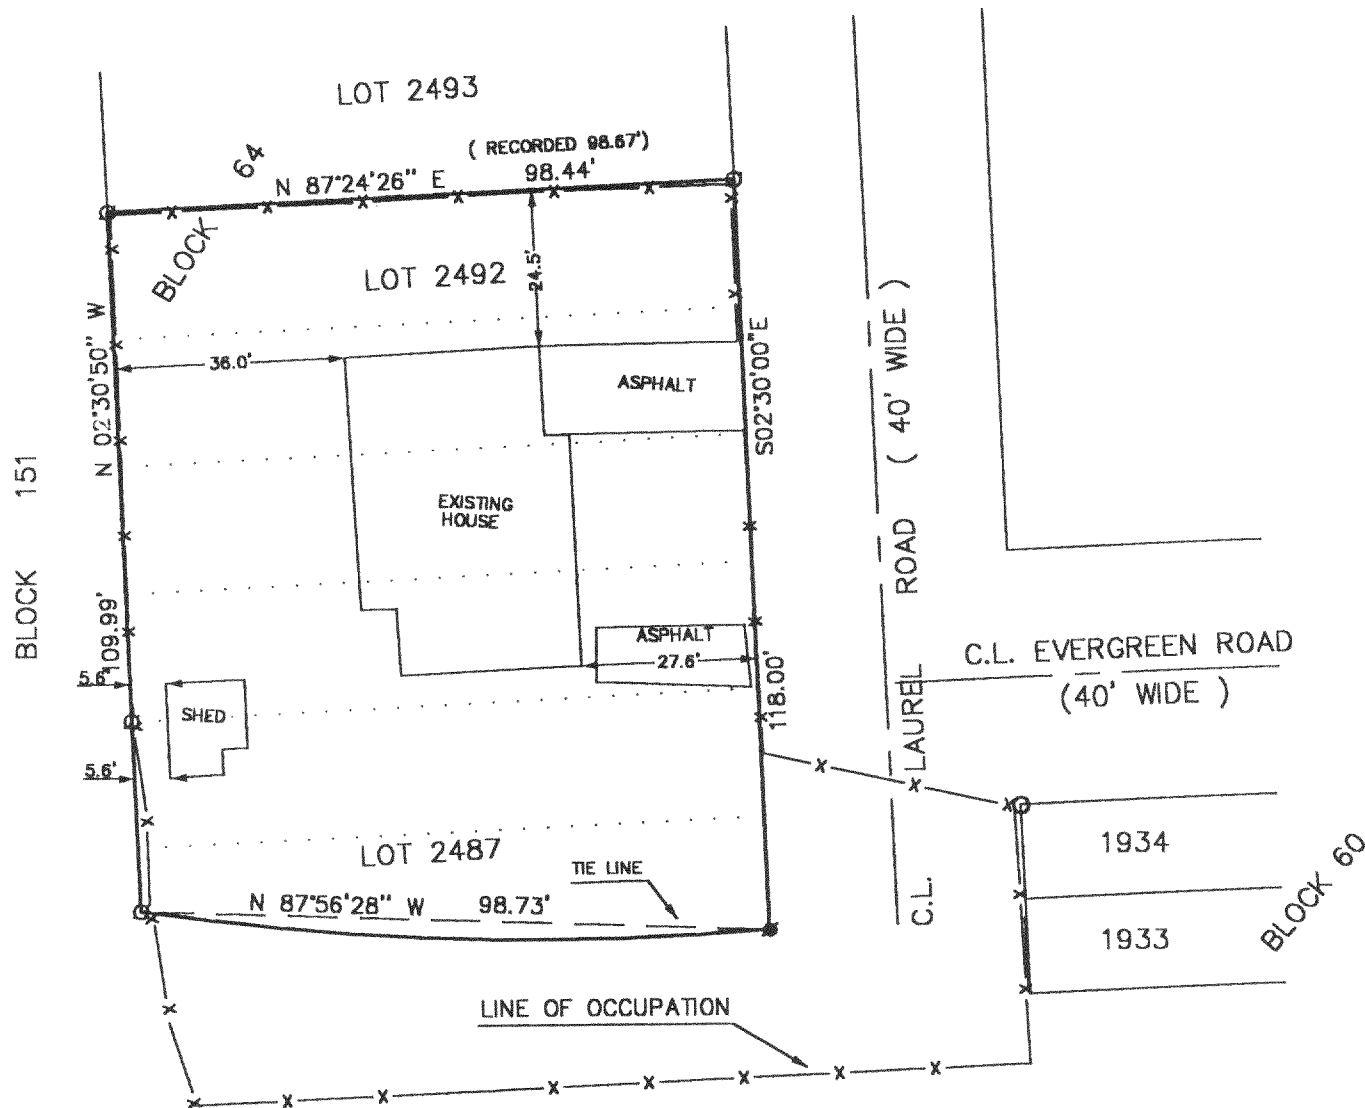 LOT 2493
BLOCK 64
( RECORDED 98.67')
N 87°24'26" E 98.44'
LOT 2492
24.5'
36.0'
N 02°30'50" W 109.99'
BLOCK 151
ASPHALT
S02°30'00"E 118.00'
EXISTING
HOUSE
ASPHALT
27.6'
5.6'
SHED
5.6'
LOT 2487
TIE LINE
N 87°56'28" W 98.73'
LINE OF OCCUPATION
C.L. LAUREL ROAD ( 40' WIDE )
C.L. EVERGREEN ROAD
(40' WIDE )
1934
1933
BLOCK 60